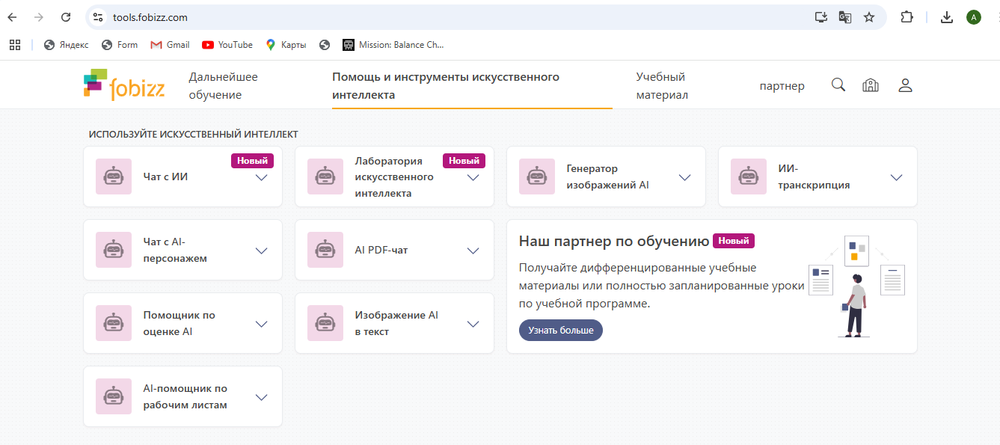 tools.fobizz.com
A
Яндекс
Form
Gmail
YouTube
Карты
Mission: Balance Ch...
fobizz
Дальнейшее
обучение
Помощь и инструменты искусственного
интеллекта
Учебный
материал
партнер
ИСПОЛЬЗУЙТЕ ИСКУССТВЕННЫЙ ИНТЕЛЛЕКТ
Чат с ИИ
Новый
Лаборатория
искусственного
интеллекта
Новый
Генератор
изображений AI
ИИ-
транскрипция
Чат с AI-
персонажем
AI PDF-чат
Наш партнер по обучению Новый
Получайте дифференцированные учебные
материалы или полностью запланированные уроки
по учебной программе.
Узнать больше
Помощник по
оценке AI
Изображение AI
в текст
AI-помощник по
рабочим листам